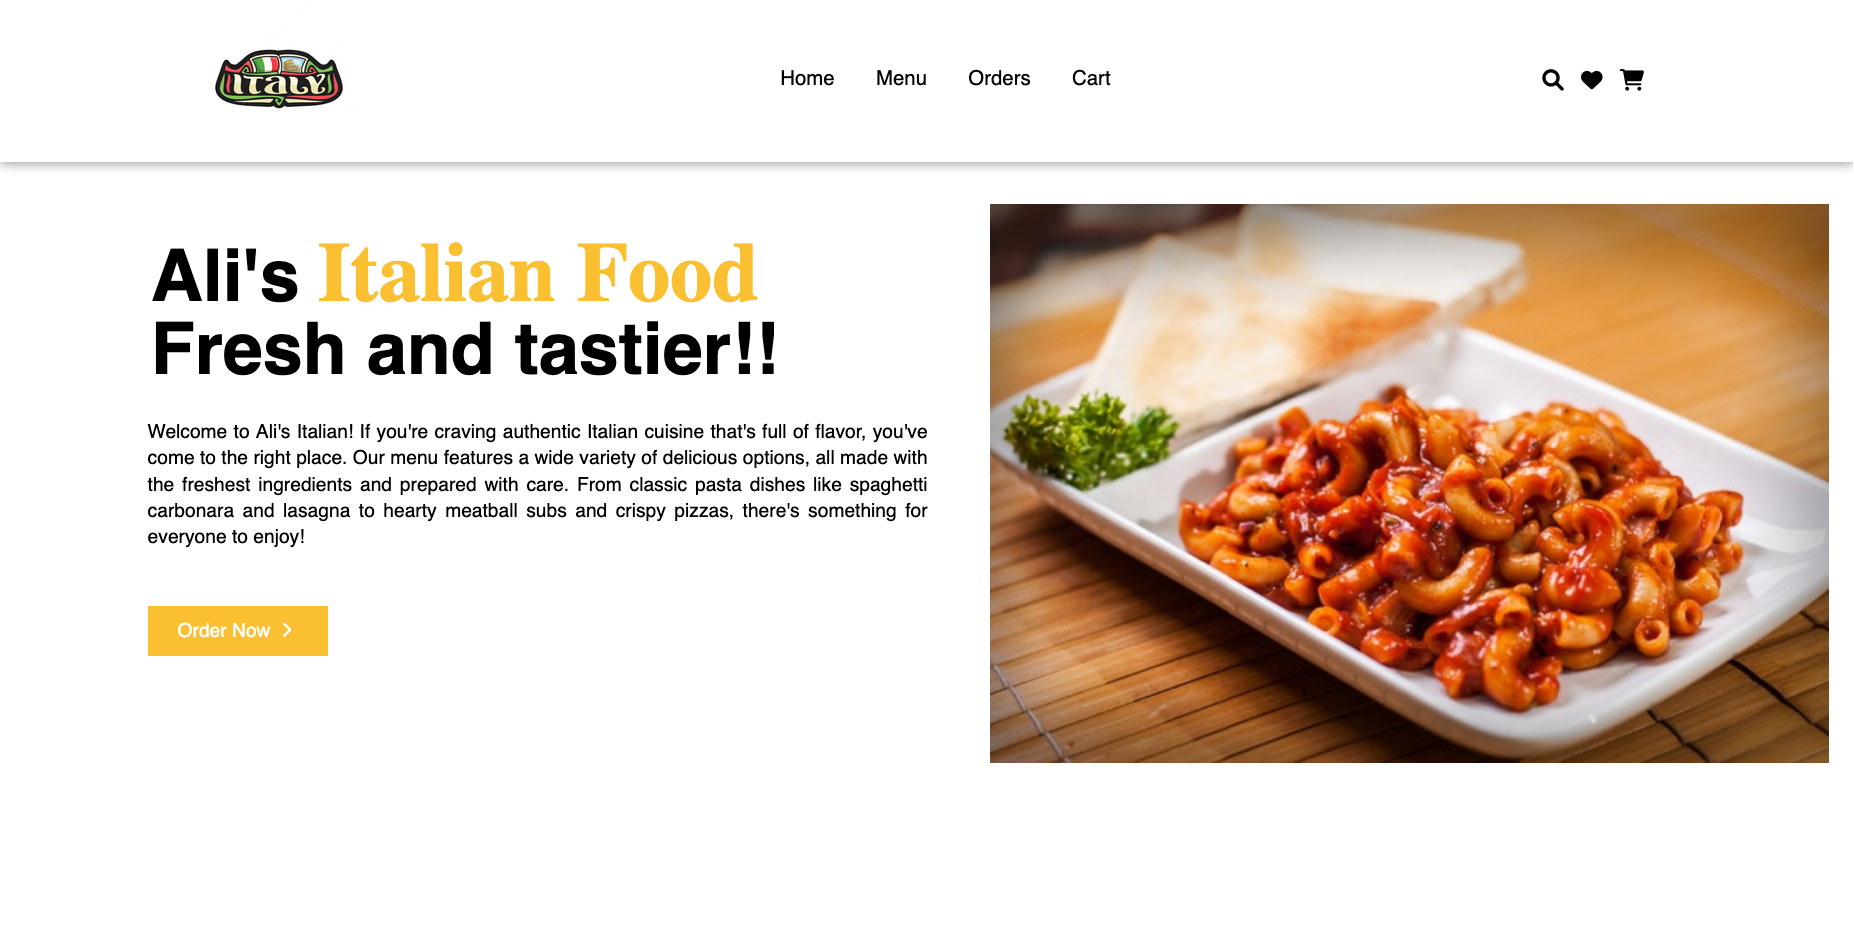 ITALY
Home Menu Orders Cart
Ali's Italian Food
Fresh and tastier!!
Welcome to Ali's Italian! If you're craving authentic Italian cuisine that's full of flavor, you've
come to the right place. Our menu features a wide variety of delicious options, all made with
the freshest ingredients and prepared with care. From classic pasta dishes like spaghetti
carbonara and lasagna to hearty meatball subs and crispy pizzas, there's something for
everyone to enjoy!
Order Now